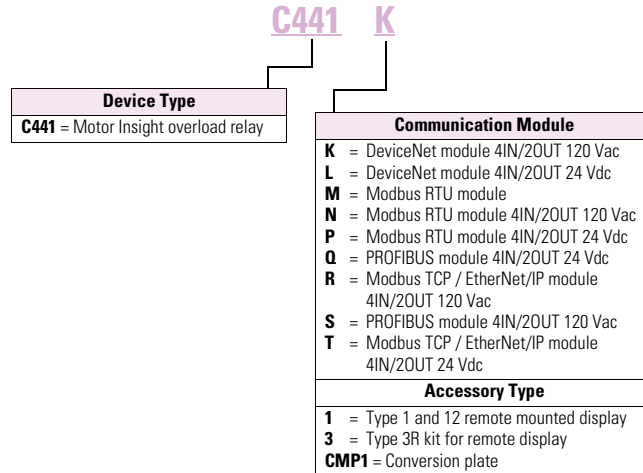 C441 K
Device Type
C441 = Motor Insight overload relay
Communication Module
K = DeviceNet module 4IN/2OUT 120 Vac
L = DeviceNet module 4IN/2OUT 24 Vdc
M = Modbus RTU module
N = Modbus RTU module 4IN/2OUT 120 Vac
P = Modbus RTU module 4IN/2OUT 24 Vdc
Q = PROFIBUS module 4IN/2OUT 24 Vdc
R = Modbus TCP / EtherNet/IP module
4IN/2OUT 120 Vac
S = PROFIBUS module 4IN/2OUT 120 Vac
T = Modbus TCP / EtherNet/IP module
4IN/2OUT 24 Vdc
Accessory Type
1 = Type 1 and 12 remote mounted display
3 = Type 3R kit for remote display
CMP1 = Conversion plate